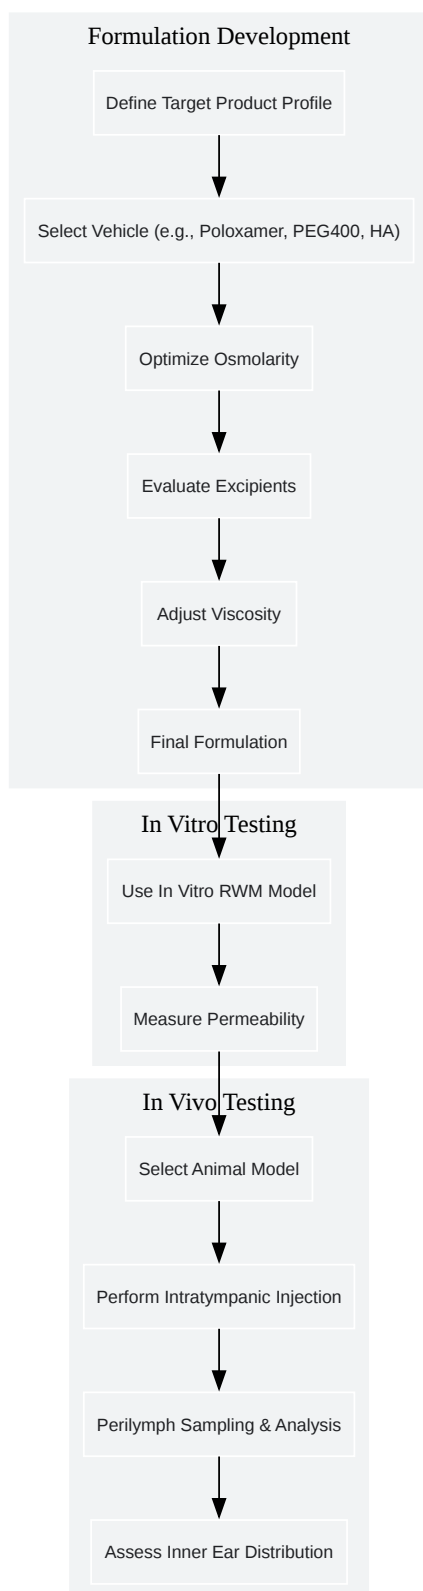 Formulation Development
Define Target Product Profile
Select Vehicle (e.g., Poloxamer, PEG400, HA)
Optimize Osmolarity
Evaluate Excipients
Adjust Viscosity
Final Formulation
In Vitro Testing
Use In Vitro RWM Model
Measure Permeability
In Vivo Testing
Select Animal Model
Perform Intratympanic Injection
Perilymph Sampling & Analysis
Assess Inner Ear Distribution